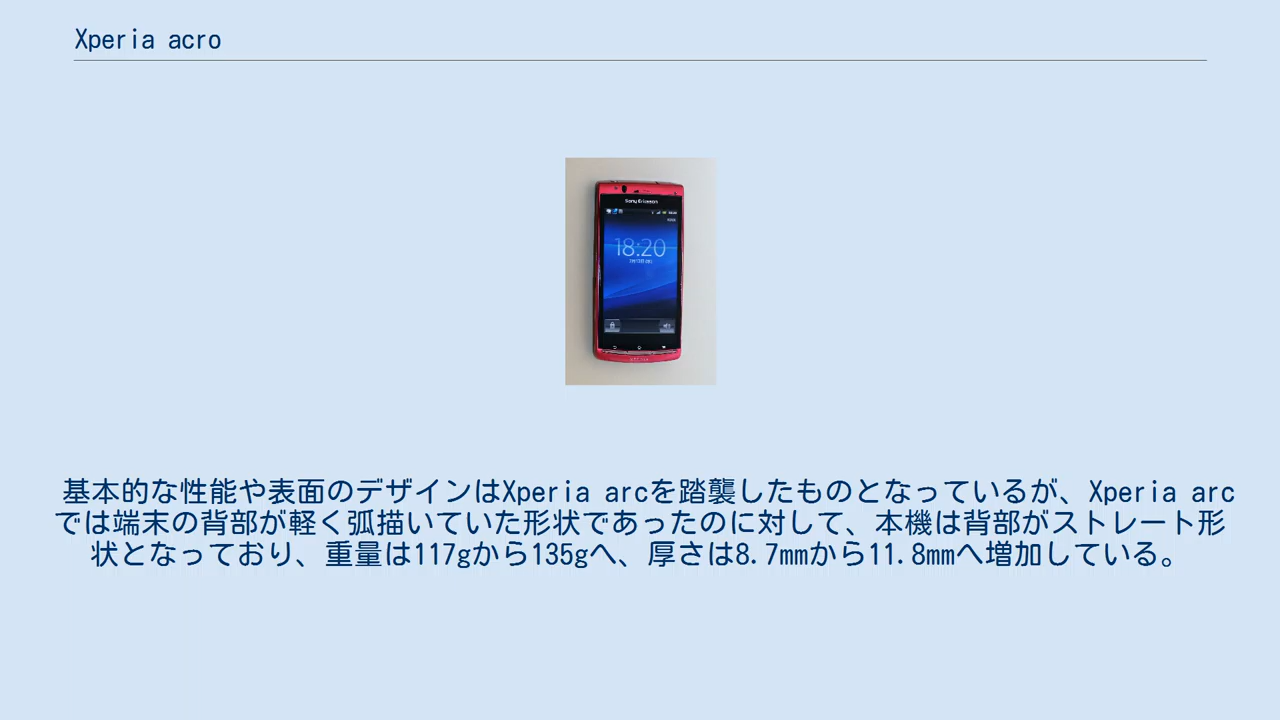 Xperia acro
Sony Ericsson
18:20
基本的な性能や表面のデザインはXperia arcを踏襲したものとなっているが、Xperia arc
では端末の背部が軽く弧描いていた形状であったのに対して、本機は背部がストレート形
状となっており、重量は117gから135gへ、厚さは8.7mmから11.8mmへ増加している。